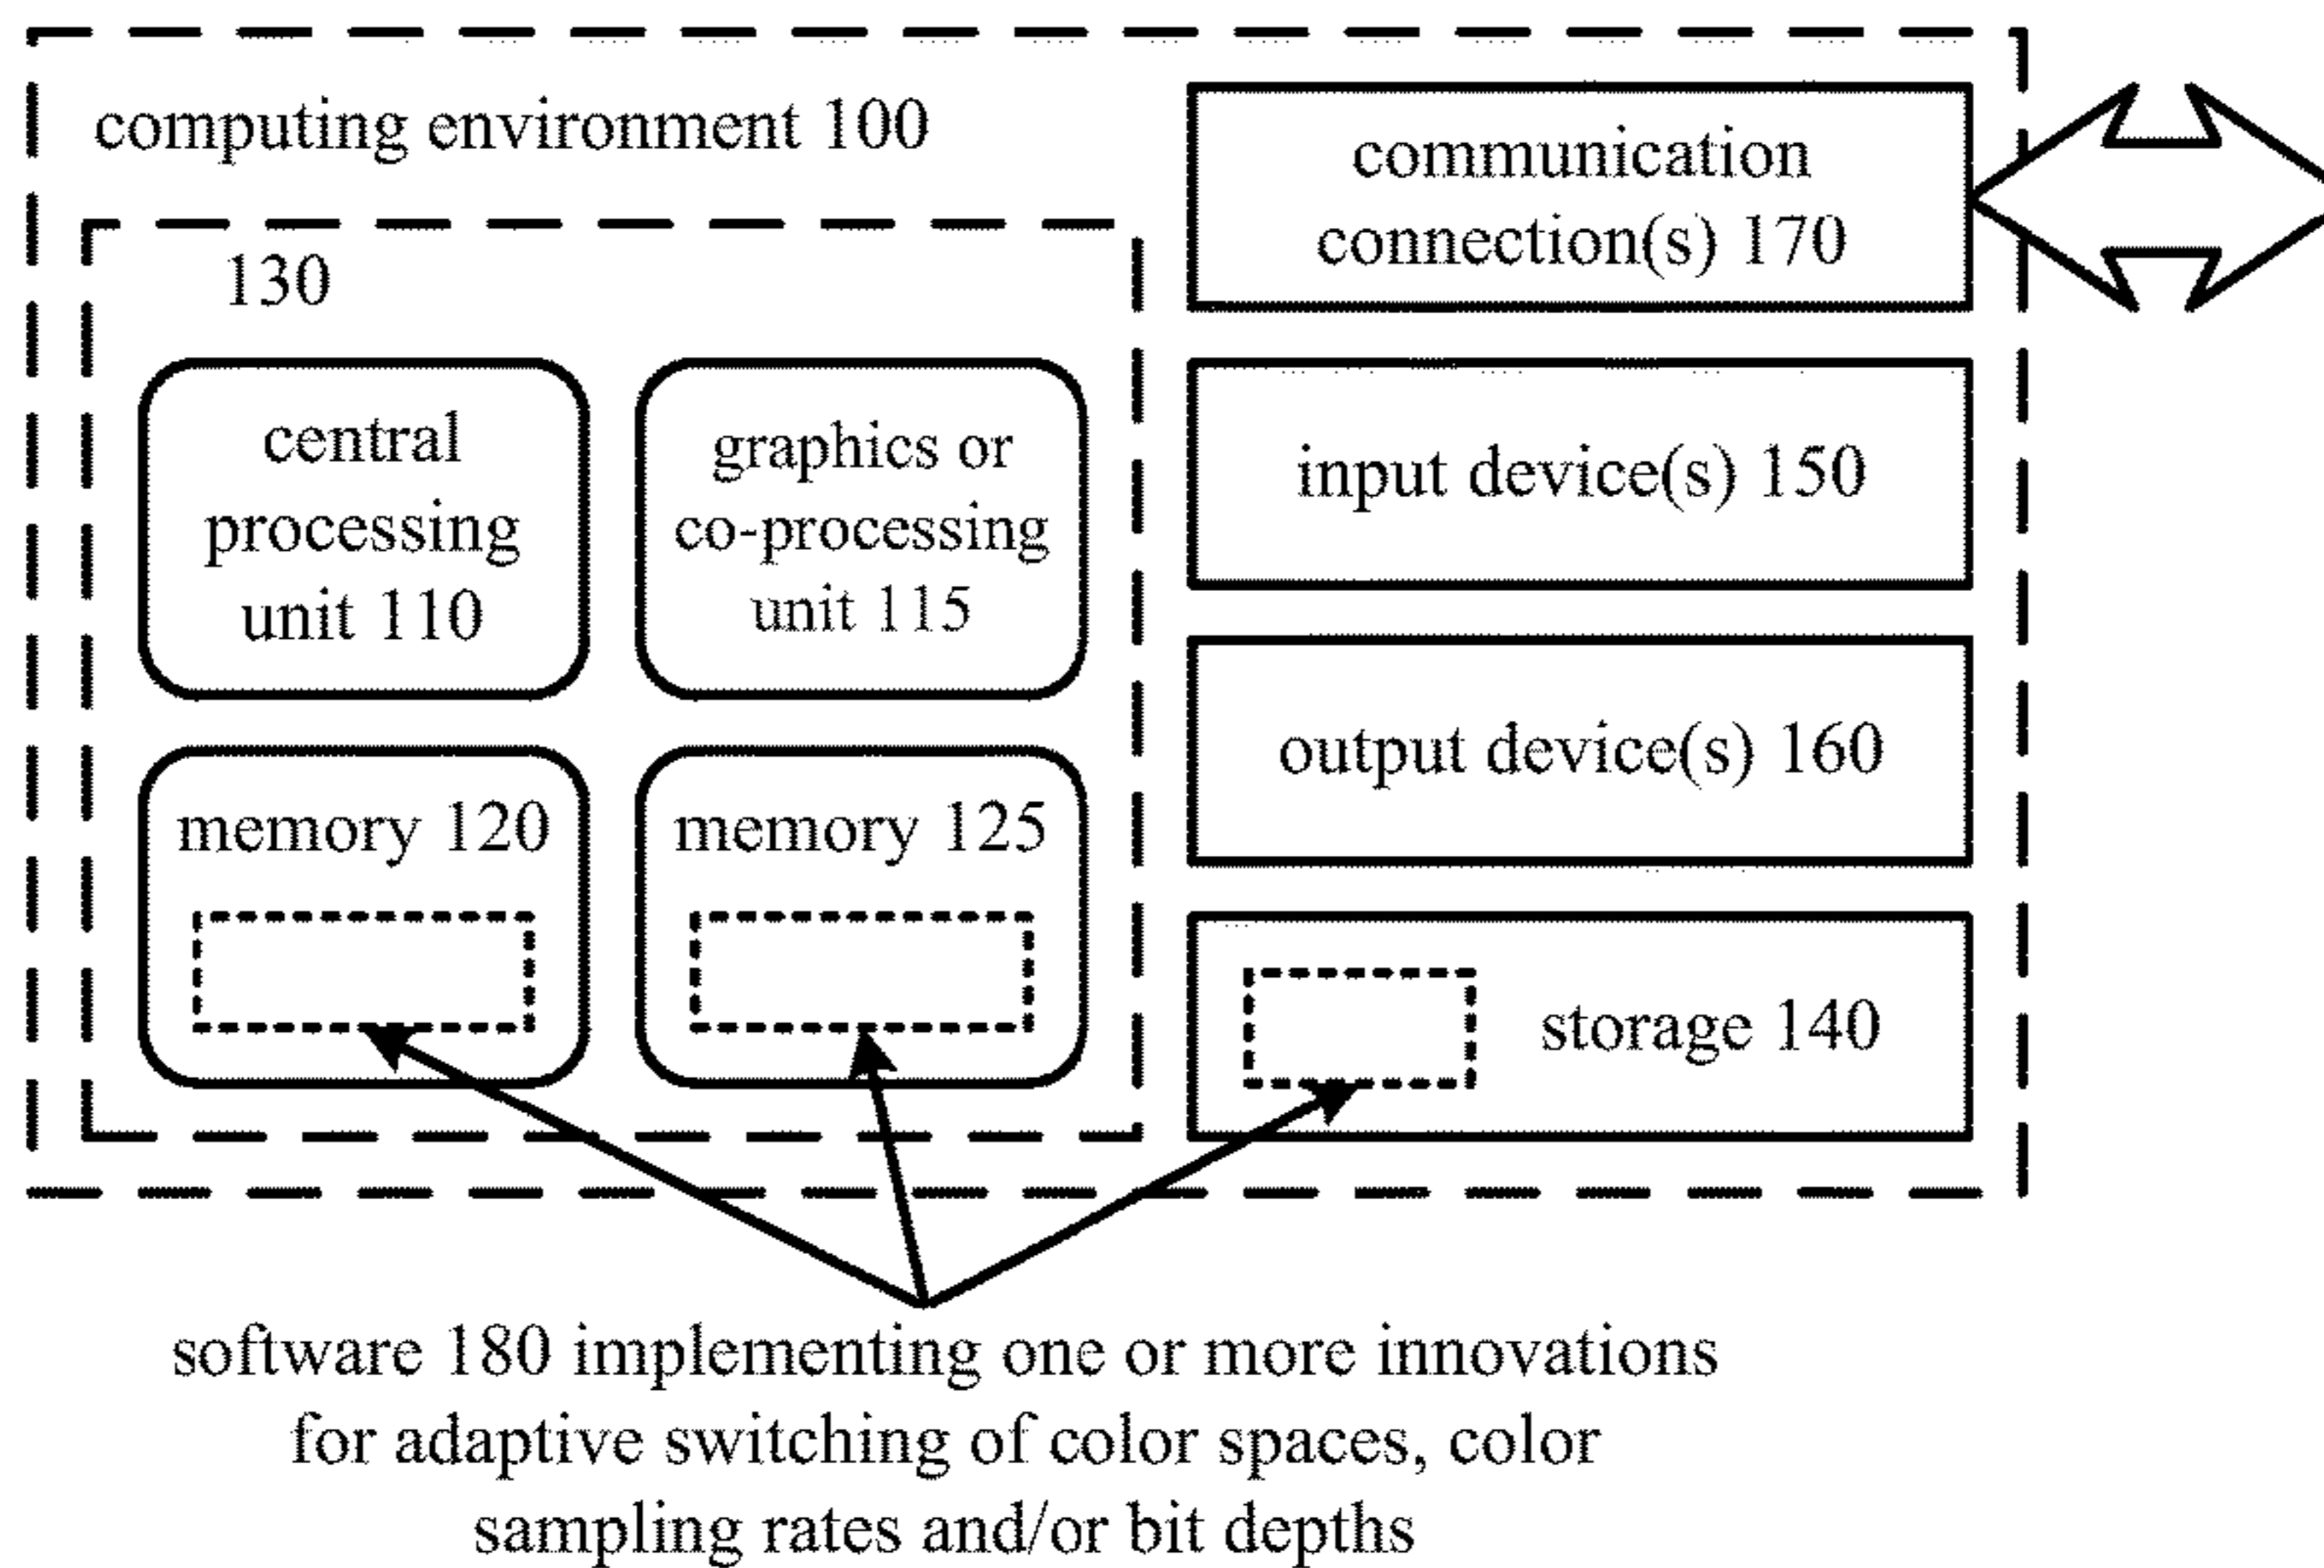 computing environment 100
130
central
processing
unit 110
graphics or
co-processing
unit 115
memory 120
memory 125
communication
connection(s) 170
input device(s) 150
output device(s) 160
storage 140
software 180 implementing one or more innovations
for adaptive switching of color spaces, color
sampling rates and/or bit depths